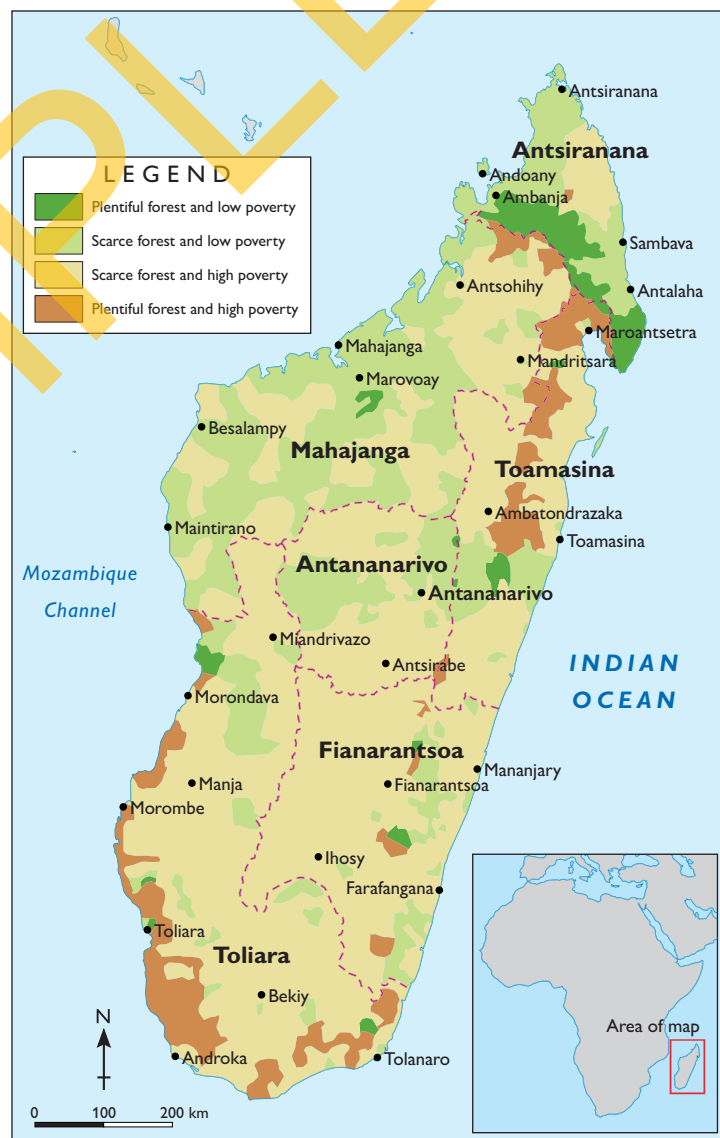 PLE
LEGEND
Plentiful forest and low poverty
Scarce forest and low poverty
Scarce forest and high poverty
Plentiful forest and high poverty
Antsiranana
Antsiranana
Andoany
Ambanja
Sambava
Antsohihy
Antalaha
Maroantsetra
Mahajanga
Mandritsara
Marovoay
Besalampy
Mahajanga
Toamasina
Ambatondrazaka
Maintirano
Toamasina
Antananarivo
Mozambique
Channel
Antananarivo
Miandrivazo
Antsirabe
INDIAN
OCEAN
Morondava
Fianarantsoa
Mananjary
Manja
Fianarantsoa
Morombe
Ihosy
Farafangana
Toliara
Toliara
Bekiy
N
Area of map
Androka
Tolanaro
0 100 200 km